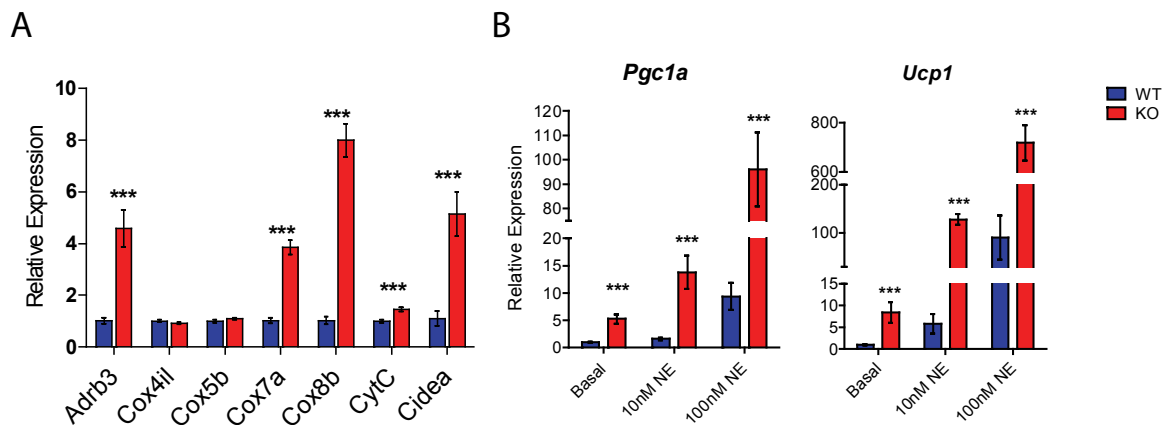 A
Relative Expression
10
8
6
4
2
0
***
***
***
***
***
Adrb3
Cox4il
Cox5b
Cox7a
Cox8b
CytC
Cidea
B
Pgc1a
Relative Expression
120
110
100
90
80
20
15
10
5
0
***
***
***
Basal
10nM NE
100nM NE
Ucp1
800
600
200
100
15
10
5
0
***
***
***
Basal
10nM NE
100nM NE
WT
KO